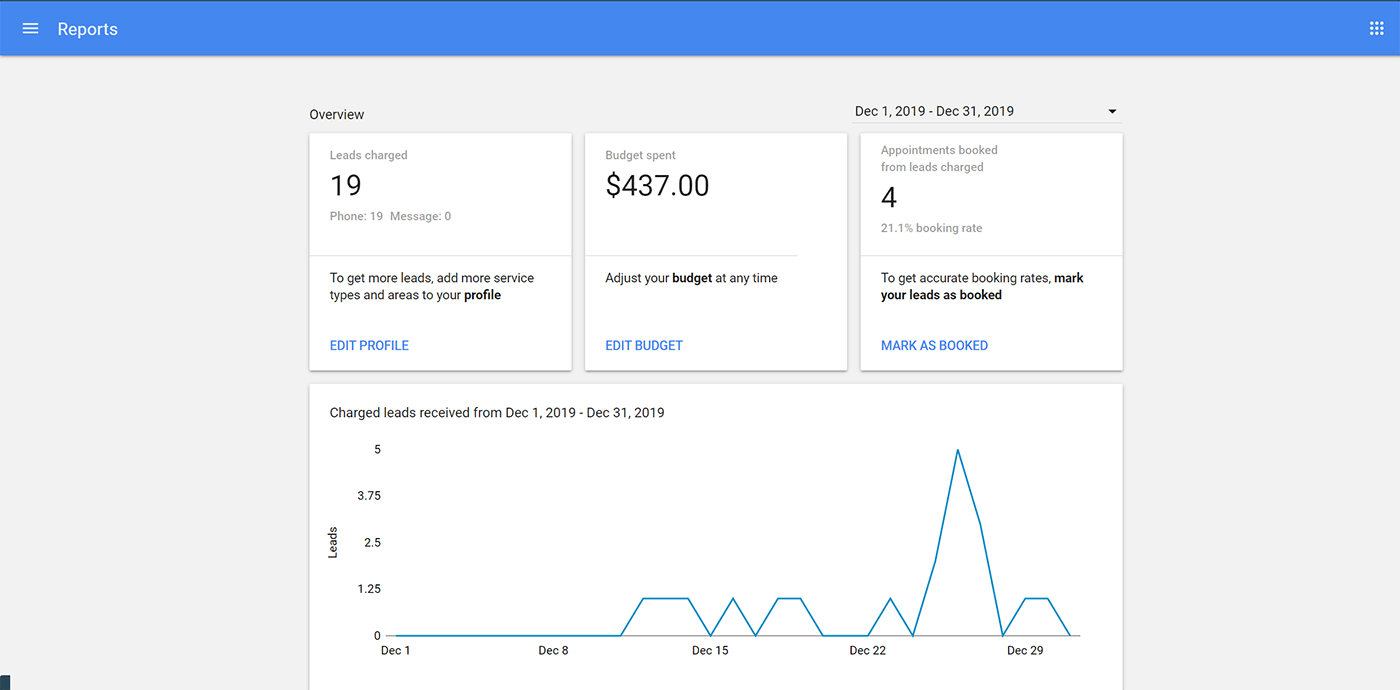 Reports
Overview
Dec 1, 2019 - Dec 31, 2019
Leads charged
19
Phone: 19 Message: 0
To get more leads, add more service
types and areas to your profile
EDIT PROFILE
Budget spent
$437.00
Adjust your budget at any time
EDIT BUDGET
Appointments booked
from leads charged
4
21.1% booking rate
To get accurate booking rates, mark
your leads as booked
MARK AS BOOKED
Charged leads received from Dec 1, 2019 - Dec 31, 2019
Leads
5
3.75
2.5
1.25
0
Dec 1 Dec 8 Dec 15 Dec 22 Dec 29